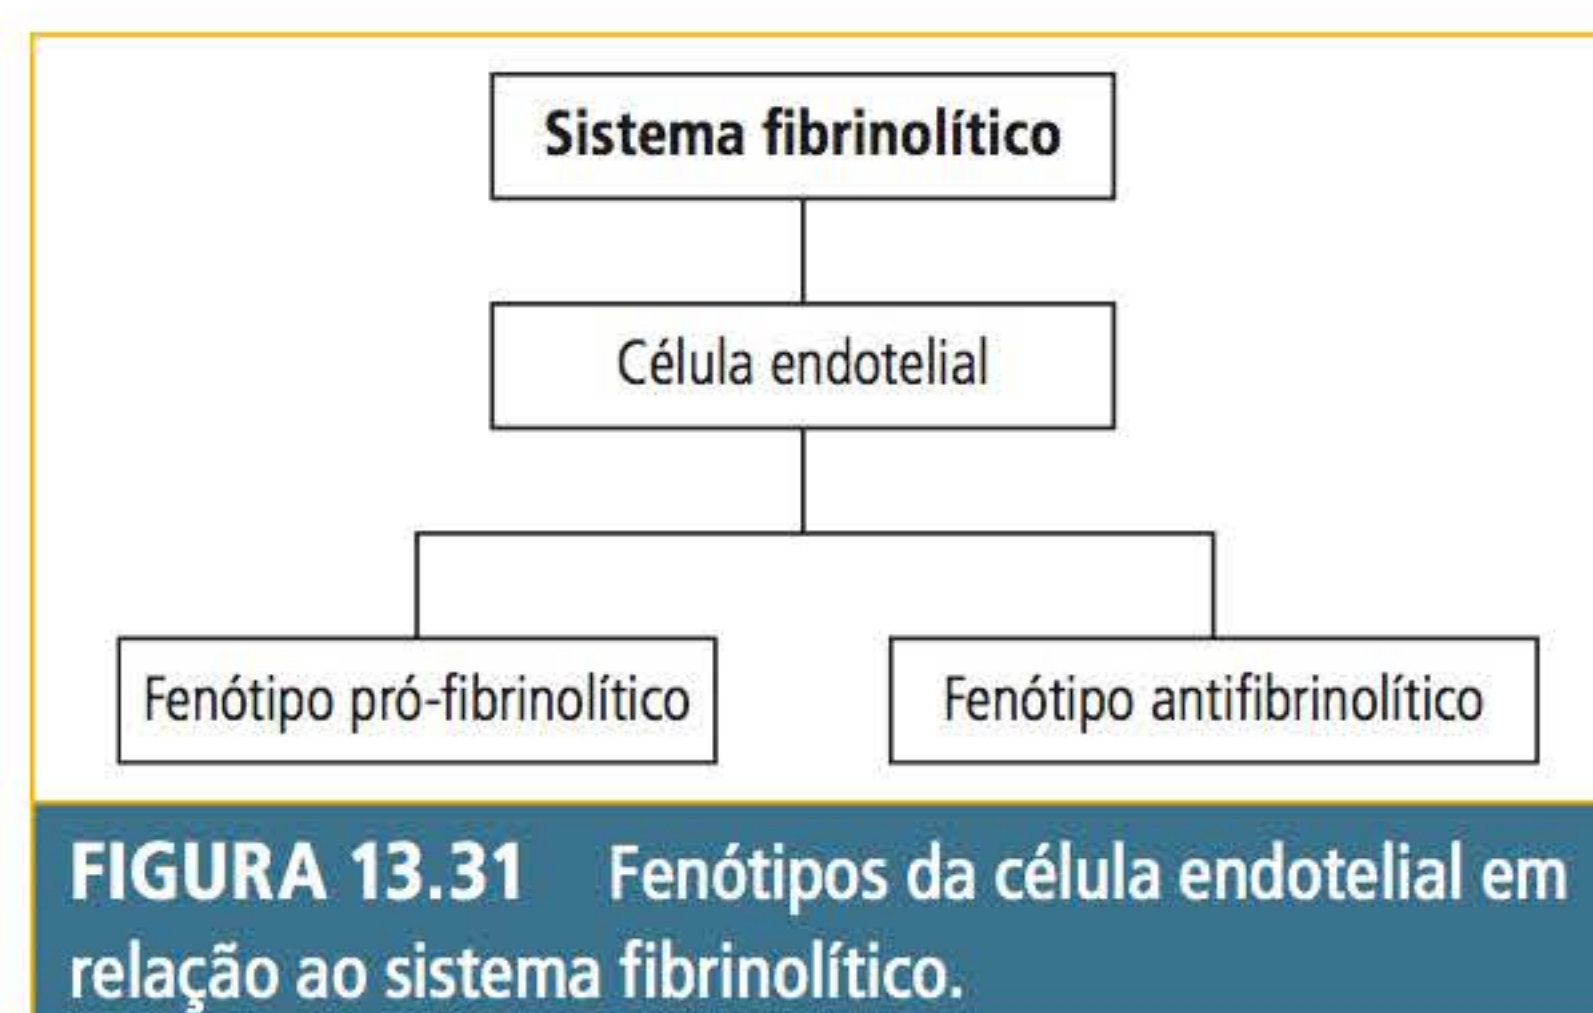 Sistema fibrinolítico
Célula endotelial
Fenótipo pró-fibrinolítico
Fenótipo antifibrinolítico
FIGURA 13.31 Fenótipos da célula endotelial em
relação ao sistema fibrinolítico.